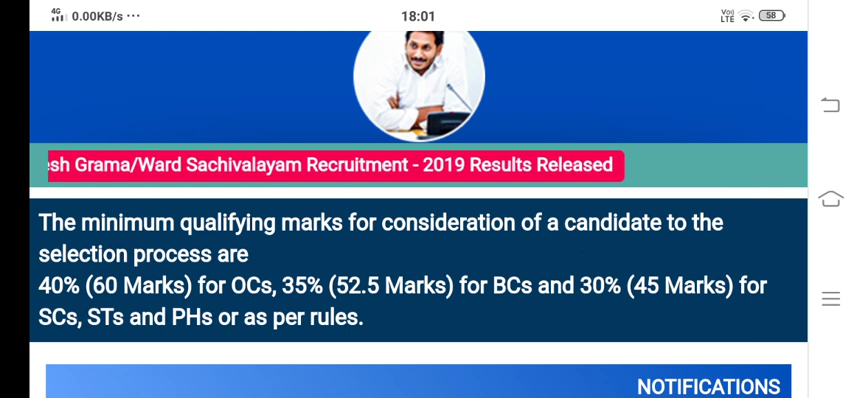 4G 0.00KB/s ···
18:01
Vo) LTE 58
esh Grama/Ward Sachivalayam Recruitment - 2019 Results Released
The minimum qualifying marks for consideration of a candidate to the
selection process are
40% (60 Marks) for OCs, 35% (52.5 Marks) for BCs and 30% (45 Marks) for
SCs, STs and PHs or as per rules.
NOTIFICATIONS